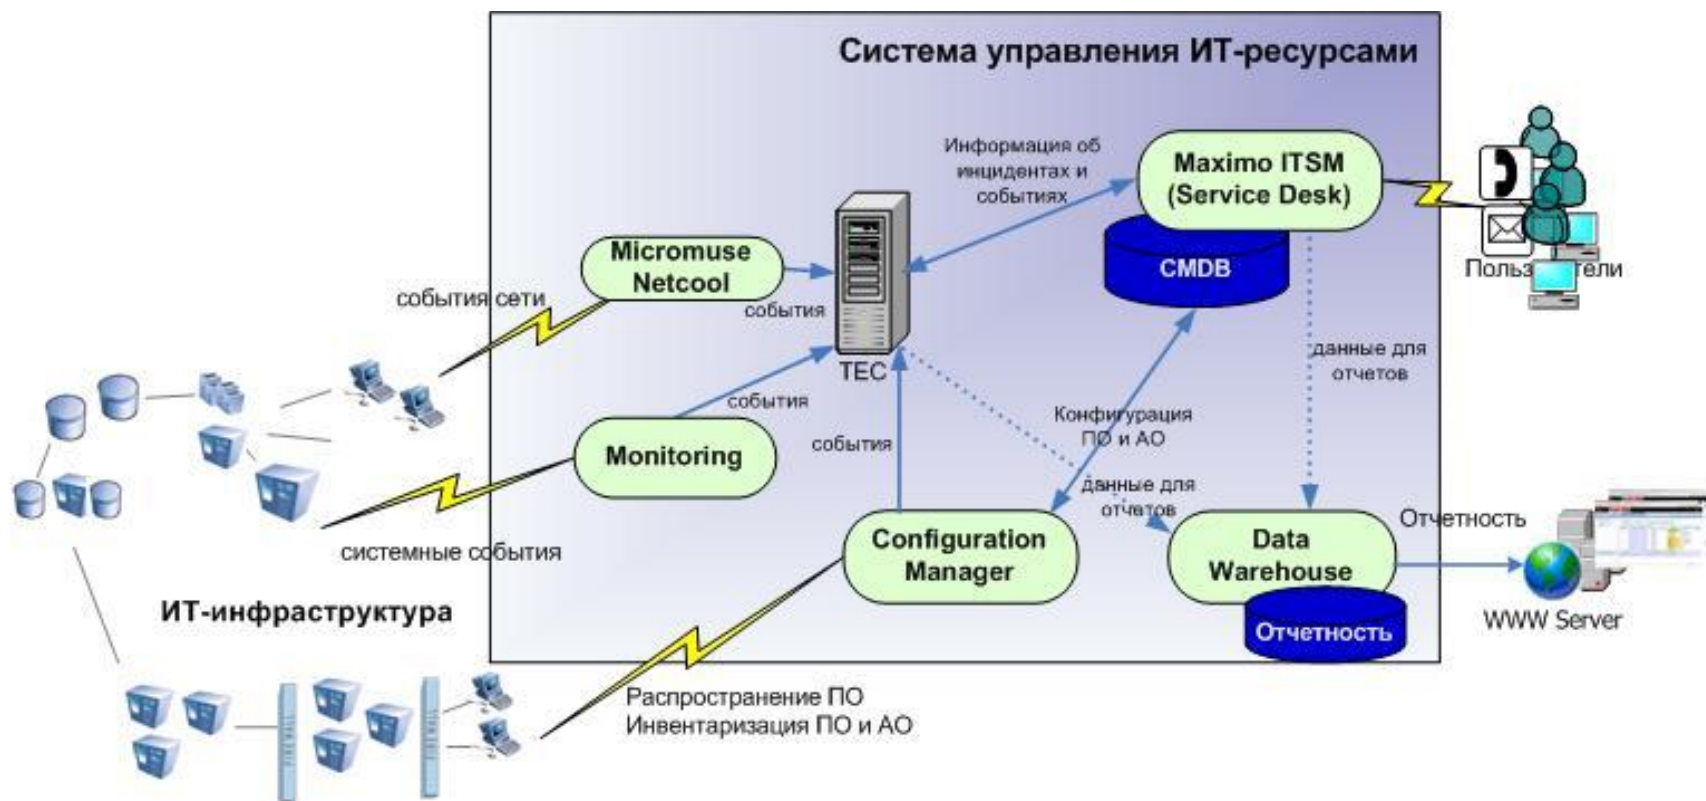 Система управления ИТ-ресурсами
Информация об
инцидентах и
событиях
Maximo ITSM
(Service Desk)
CMDB
Micromuse
Netcool
события сети
события
TEC
события
Monitoring
системные события
события
Конфигурация
ПО и АО
данные для
отчетов
данные для
отчетов
Configuration
Manager
Data
Warehouse
Отчетность
Отчетность
WWW Server
ИТ-инфраструктура
Распространение ПО
Инвентаризация ПО и АО
FIREWALL
FIREWALL